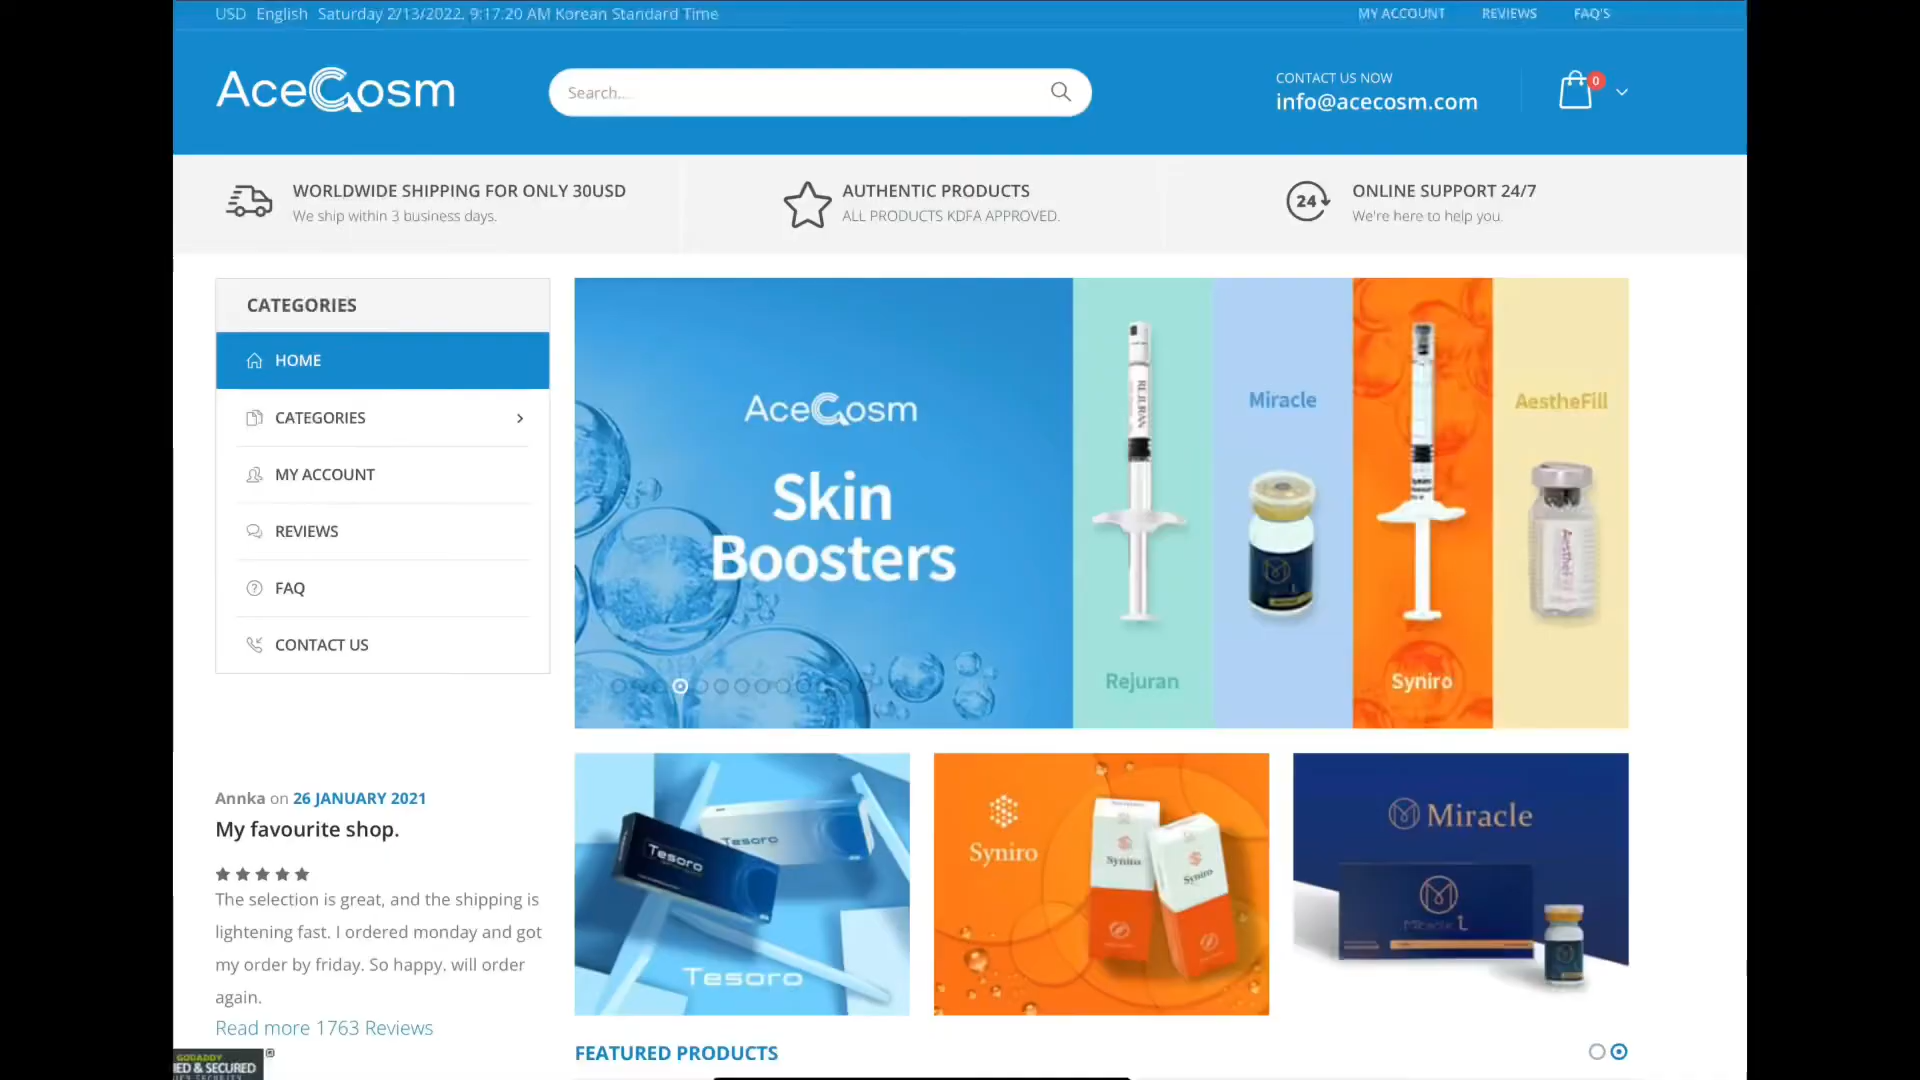 USD English Saturday 2/13/2022, 9:17:20 AM Korean Standard Time
MY ACCOUNT REVIEWS FAQ'S
AceCosm
Search...
CONTACT US NOW
info@acecosm.com
0
WORLDWIDE SHIPPING FOR ONLY 30USD
We ship within 3 business days.
AUTHENTIC PRODUCTS
ALL PRODUCTS KDFA APPROVED.
24
ONLINE SUPPORT 24/7
We're here to help you.
CATEGORIES
HOME
CATEGORIES
MY ACCOUNT
REVIEWS
FAQ
CONTACT US
AceCosm
Skin
Boosters
REJURAN
Rejuran
Miracle
Syniro
Syniro
AestheFill
AestheFill
Annka on 26 JANUARY 2021
My favourite shop.
The selection is great, and the shipping is
lightening fast. I ordered monday and got
my order by friday. So happy. will order
again.
Read more 1763 Reviews
GODADDY
IED & SECURED
Tesoro
Tesoro
Tesoro
Syniro
Syniro
Syniro
Miracle
Miracle L
FEATURED PRODUCTS